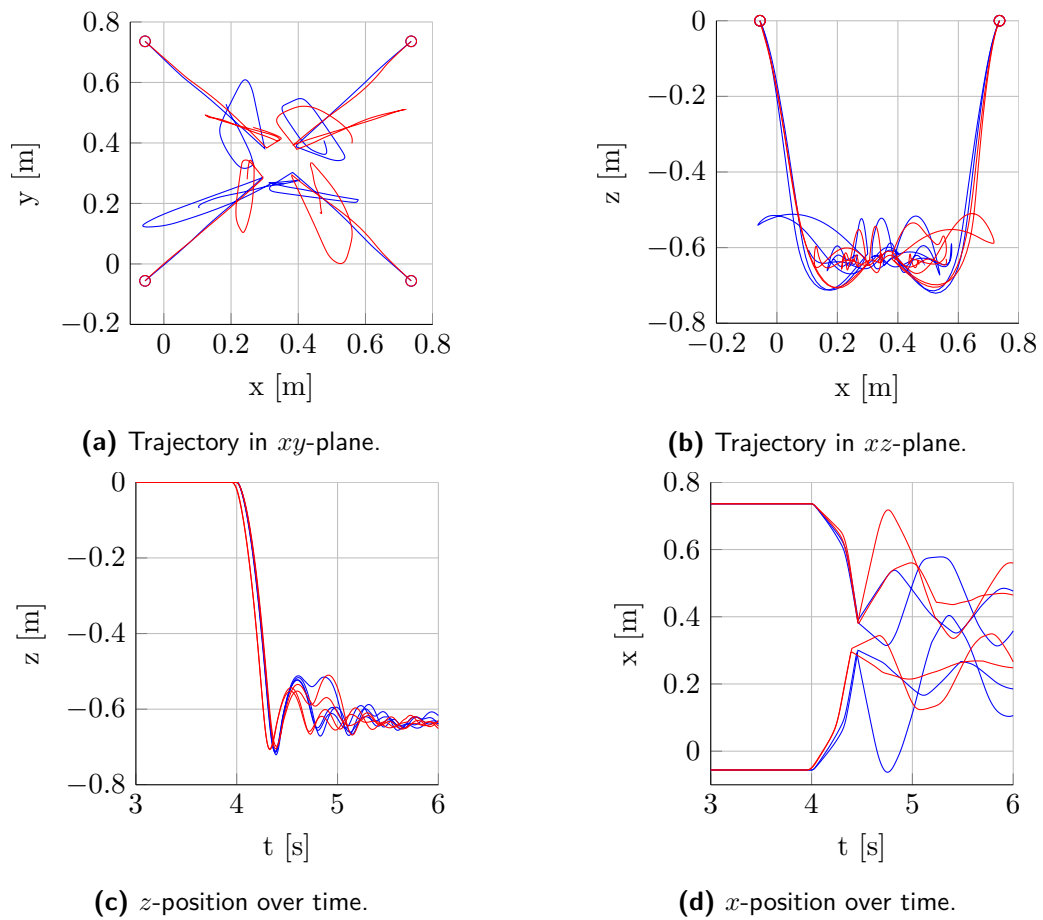 0.8
0.6
0.4
0.2
0
−0.2
0 0.2 0.4 0.6 0.8
y [m]
x [m]
(a) Trajectory in xy-plane.
0
−0.2
−0.4
−0.6
−0.8
−0.2 0 0.2 0.4 0.6 0.8
z [m]
x [m]
(b) Trajectory in xz-plane.
0
−0.2
−0.4
−0.6
−0.8
3 4 5 6
z [m]
t [s]
(c) z-position over time.
0.8
0.6
0.4
0.2
0
3 4 5 6
x [m]
t [s]
(d) x-position over time.